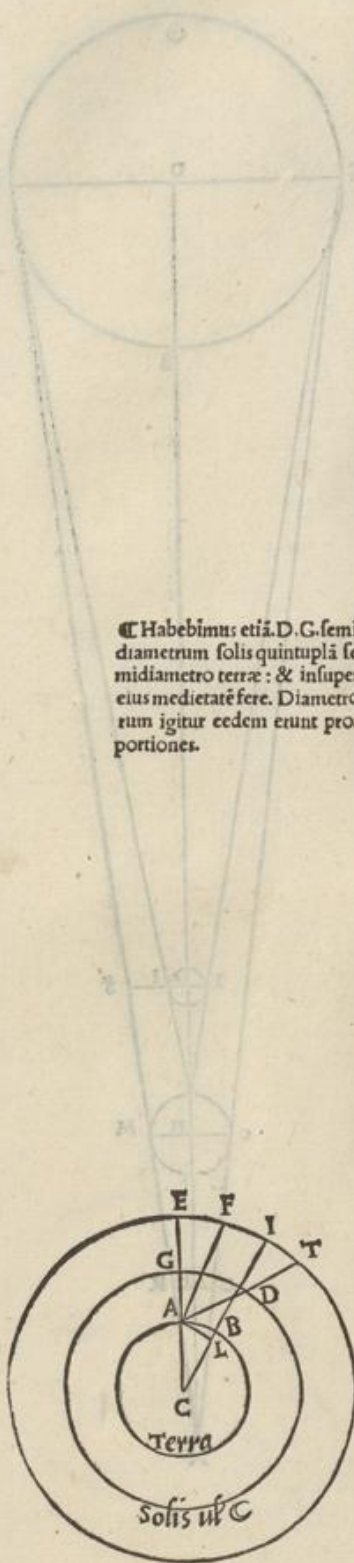 ☾Habebimus etiã.D.G.semi
diametrum solis quintuplã se
midiametro terræ: & insuper
eius medietatẽ fere. Diametro
rum igitur eedem erunt pro
portiones.
E F I T
G D
A B
L
C
Terra
Solis ul C